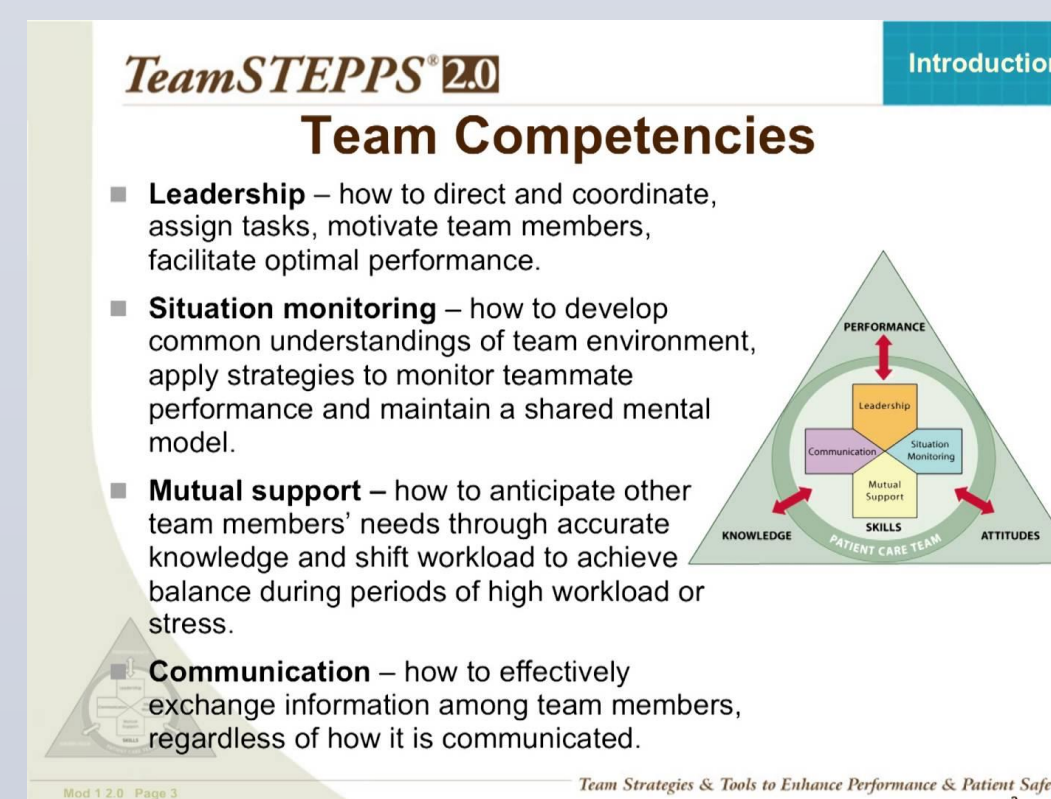 TeamSTEPPS® 2.0
Introduction
Team Competencies
Leadership – how to direct and coordinate,
assign tasks, motivate team members,
facilitate optimal performance.
Situation monitoring – how to develop
common understandings of team environment,
apply strategies to monitor teammate
performance and maintain a shared mental
model.
Mutual support – how to anticipate other
team members’ needs through accurate
knowledge and shift workload to achieve
balance during periods of high workload or
stress.
Communication – how to effectively
exchange information among team members,
regardless of how it is communicated.
PERFORMANCE
Leadership
Communication
Situation
Monitoring
Mutual
Support
SKILLS
KNOWLEDGE
ATTITUDES
PATIENT CARE TEAM
Mod 1 2.0 Page 3
Team Strategies & Tools to Enhance Performance & Patient Safe